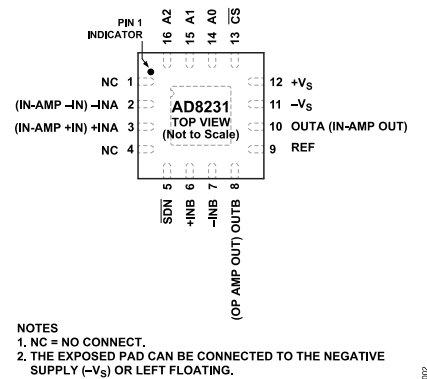 PIN 1
INDICATOR
16 A2
15 A1
14 A0
13 CS
NC 1
(IN-AMP –IN) –INA 2
(IN-AMP +IN) +INA 3
NC 4
AD8231
TOP VIEW
(Not to Scale)
12 +VS
11 –VS
10 OUTA (IN-AMP OUT)
9 REF
SDN 5
+INB 6
–INB 7
(OP AMP OUT) OUTB 8
NOTES
1. NC = NO CONNECT.
2. THE EXPOSED PAD CAN BE CONNECTED TO THE NEGATIVE
SUPPLY (–VS) OR LEFT FLOATING.
002